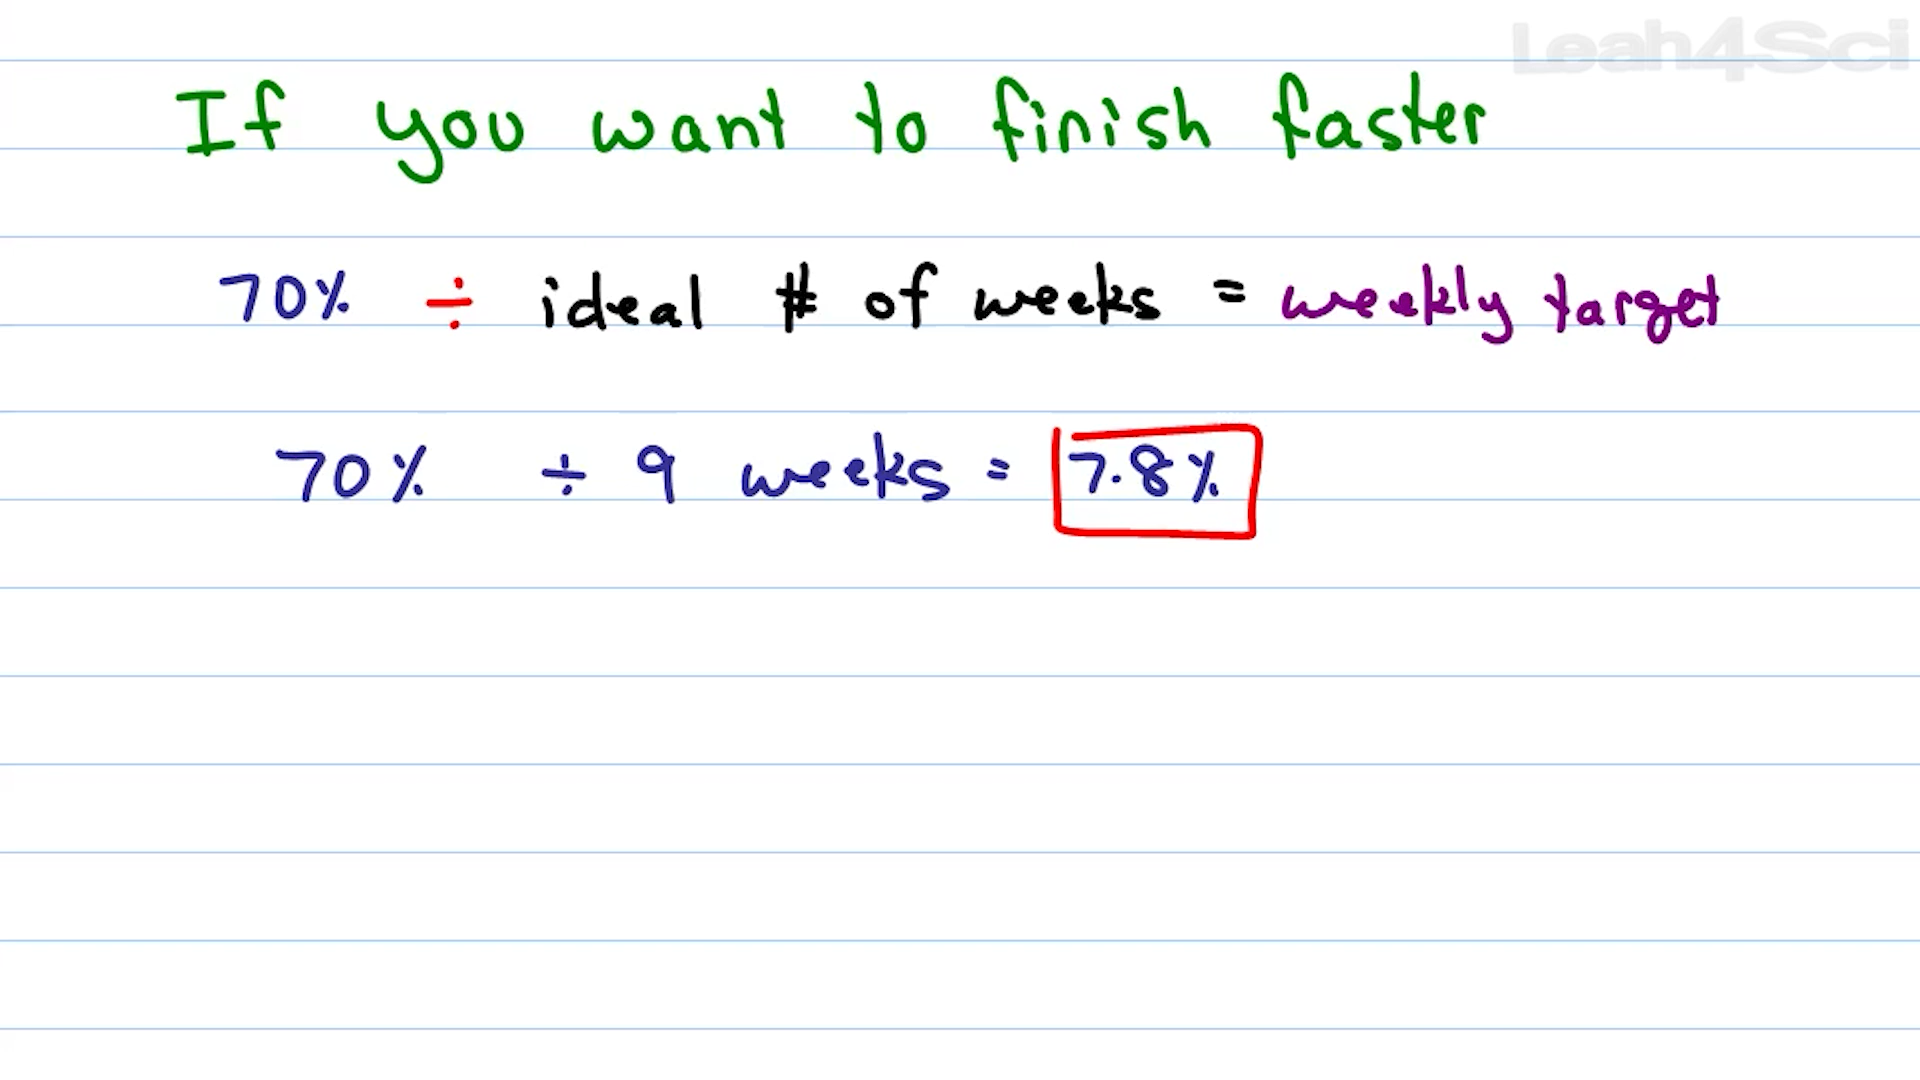 Leah4Sci
If you want to finish faster
70% ÷ ideal # of weeks = weekly target
70% ÷ 9 weeks = 7.8%